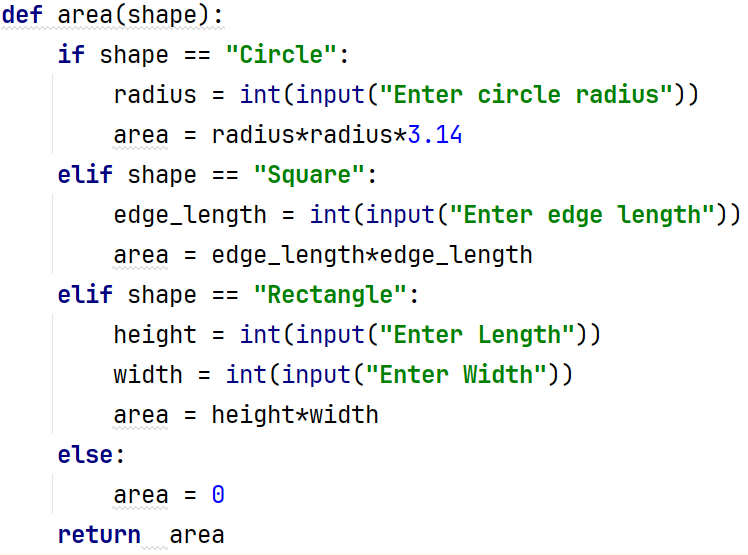 def area(shape):
    if shape == "Circle":
        radius = int(input("Enter circle radius"))
        area = radius*radius*3.14
    elif shape == "Square":
        edge_length = int(input("Enter edge length"))
        area = edge_length*edge_length
    elif shape == "Rectangle":
        height = int(input("Enter Length"))
        width = int(input("Enter Width"))
        area = height*width
    else:
        area = 0
    return  area